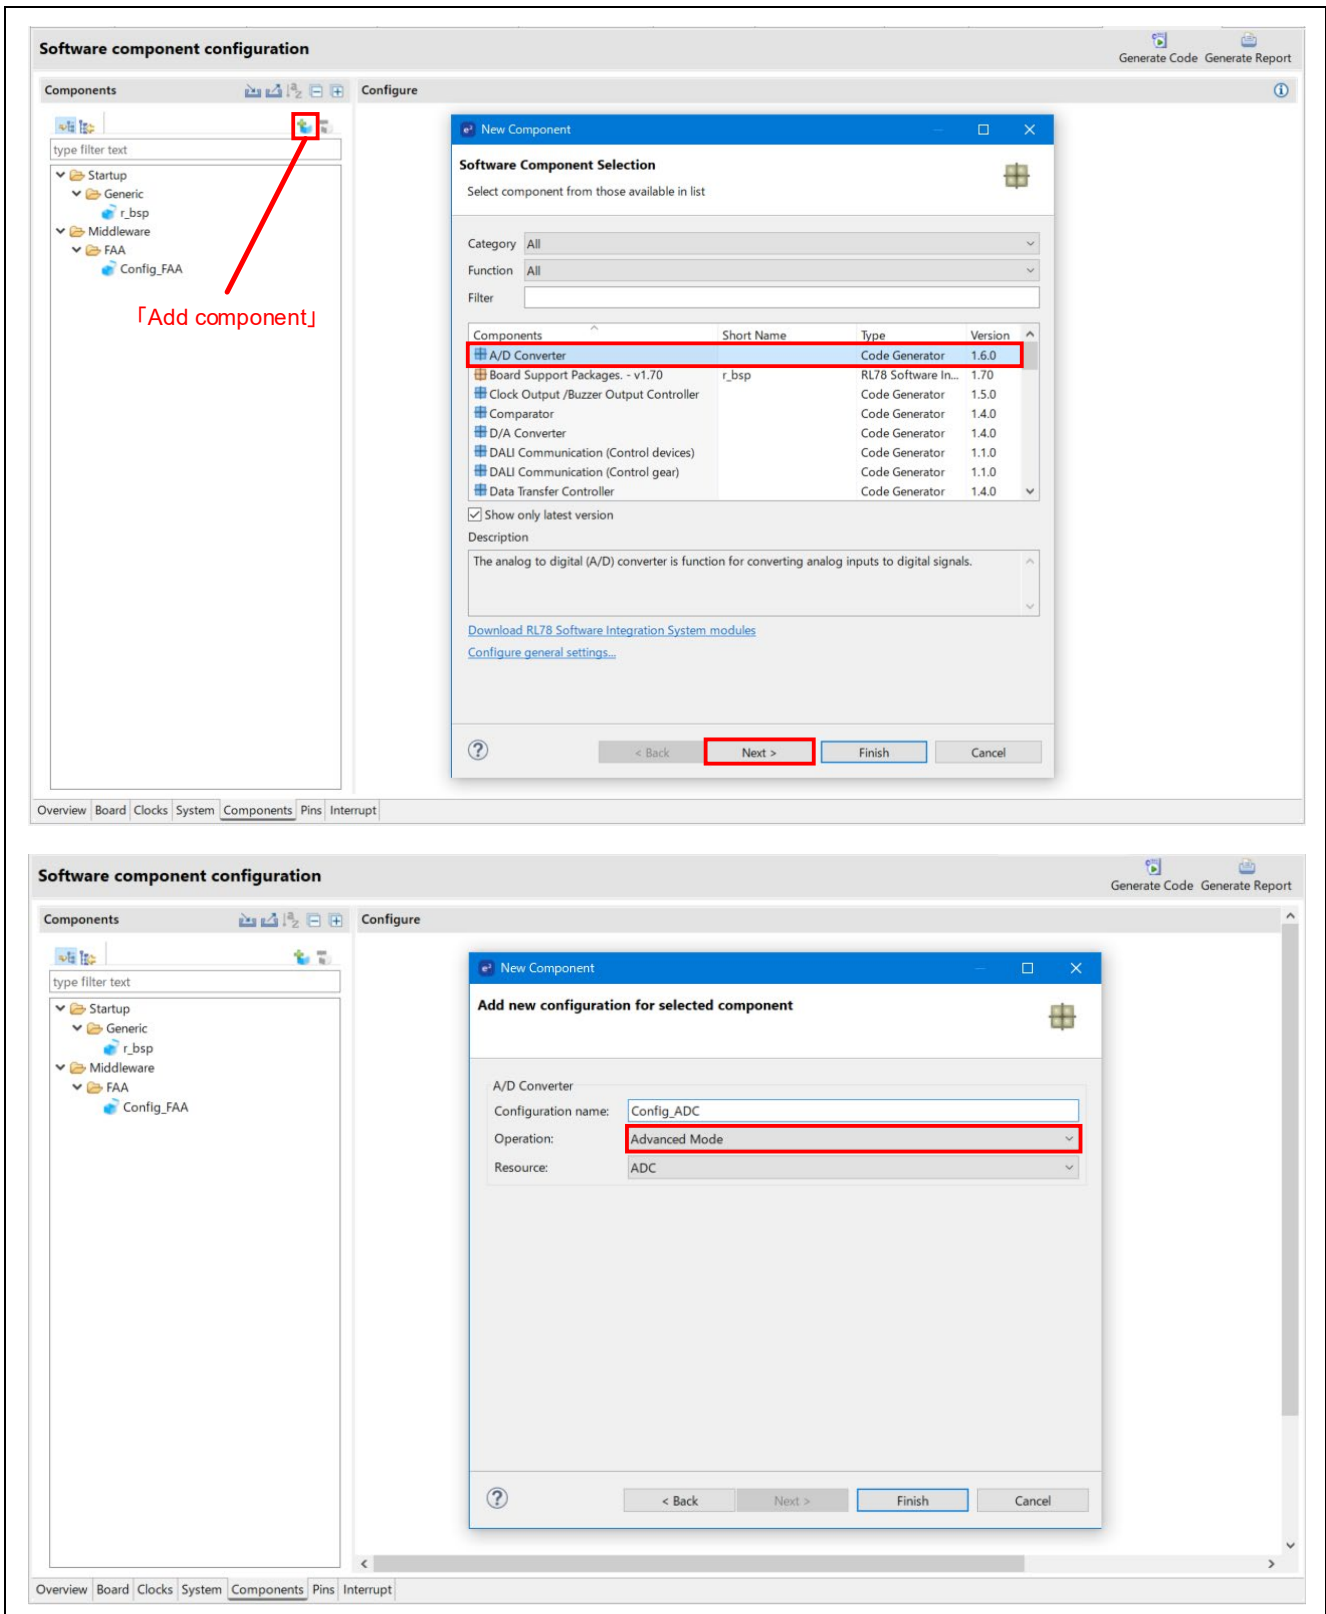 Software component configuration
Generate Code Generate Report
Components
Configure
type filter text
Startup
Generic
r_bsp
Middleware
FAA
Config_FAA
「Add component」
New Component
Software Component Selection
Select component from those available in list
Category All
Function All
Filter
Components Short Name Type Version
A/D Converter Code Generator 1.6.0
Board Support Packages. - v1.70 r_bsp RL78 Software In... 1.70
Clock Output /Buzzer Output Controller Code Generator 1.5.0
Comparator Code Generator 1.4.0
D/A Converter Code Generator 1.4.0
DALI Communication (Control devices) Code Generator 1.1.0
DALI Communication (Control gear) Code Generator 1.1.0
Data Transfer Controller Code Generator 1.4.0
Show only latest version
Description
The analog to digital (A/D) converter is function for converting analog inputs to digital signals.
Download RL78 Software Integration System modules
Configure general settings...
? < Back Next > Finish Cancel
Overview Board Clocks System Components Pins Interrupt
Software component configuration
Generate Code Generate Report
Components
Configure
type filter text
Startup
Generic
r_bsp
Middleware
FAA
Config_FAA
New Component
Add new configuration for selected component
A/D Converter
Configuration name: Config_ADC
Operation: Advanced Mode
Resource: ADC
? < Back Next > Finish Cancel
Overview Board Clocks System Components Pins Interrupt